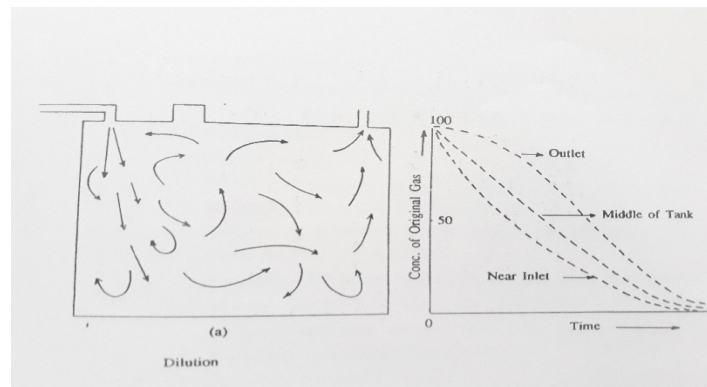 (a)
Dilution
100
50
0
Conc. of Original Gas
Outlet
Middle of Tank
Near Inlet
Time